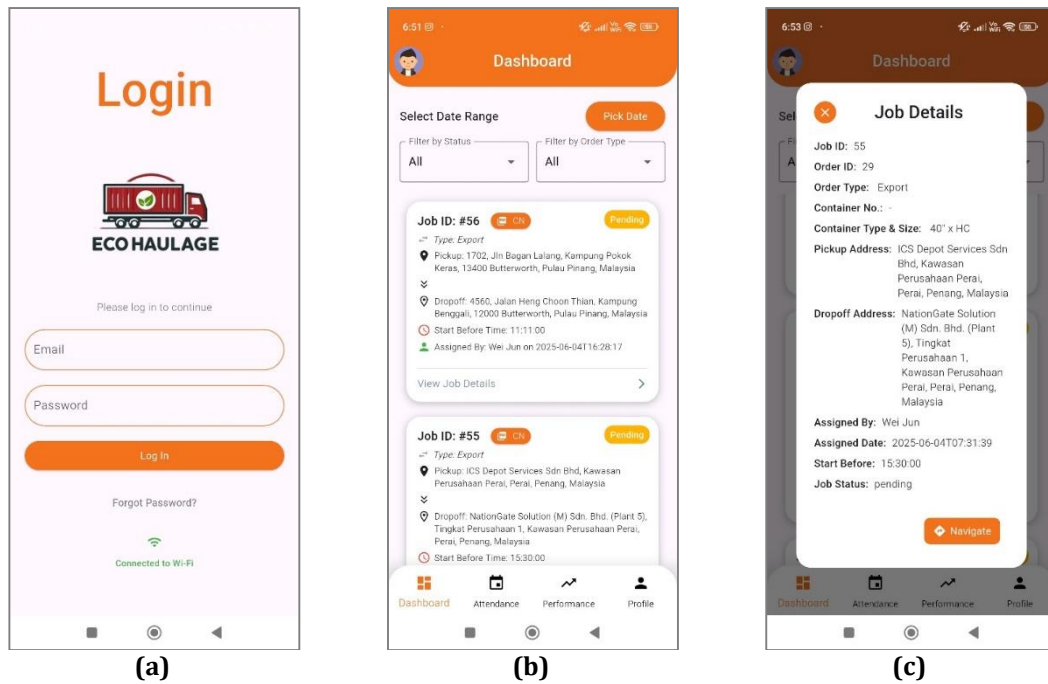 Login
ECO HAULAGE
Please log in to continue
Email
Password
Log In
Forgot Password?
Connected to Wi-Fi
(a)
6:51
Dashboard
Select Date Range
Pick Date
Filter by Status
Filter by Order Type
All
All
Job ID: #56
CN
Pending
Type: Export
Pickup: 1702, Jln Bagan Lalang, Kampung Pokok
Keras, 13400 Butterworth, Pulau Pinang, Malaysia
Dropoff: 4560, Jalan Heng Choon Thian, Kampung
Benggali, 12000 Butterworth, Pulau Pinang, Malaysia
Start Before Time: 11:11:00
Assigned By: Wei Jun on 2025-06-04T16:28:17
View Job Details
Job ID: #55
CN
Pending
Type: Export
Pickup: ICS Depot Services Sdn Bhd, Kawasan
Perusahaan Perai, Perai, Penang, Malaysia
Dropoff: NationGate Solution (M) Sdn. Bhd. (Plant 5),
Tingkat Perusahaan 1, Kawasan Perusahaan Perai,
Perai, Penang, Malaysia
Start Before Time: 15:30:00
Dashboard
Attendance
Performance
Profile
(b)
6:53
Dashboard
Sel
Job Details
Job ID: 55
Order ID: 29
Order Type: Export
Container No.: -
Container Type & Size: 40" x HC
Pickup Address: ICS Depot Services Sdn
Bhd, Kawasan
Perusahaan Perai,
Perai, Penang, Malaysia
Dropoff Address: NationGate Solution
(M) Sdn. Bhd. (Plant
5), Tingkat
Perusahaan 1,
Kawasan Perusahaan
Perai, Perai, Penang,
Malaysia
Assigned By: Wei Jun
Assigned Date: 2025-06-04T07:31:39
Start Before: 15:30:00
Job Status: pending
Navigate
Dashboard
Attendance
Performance
Profile
(c)